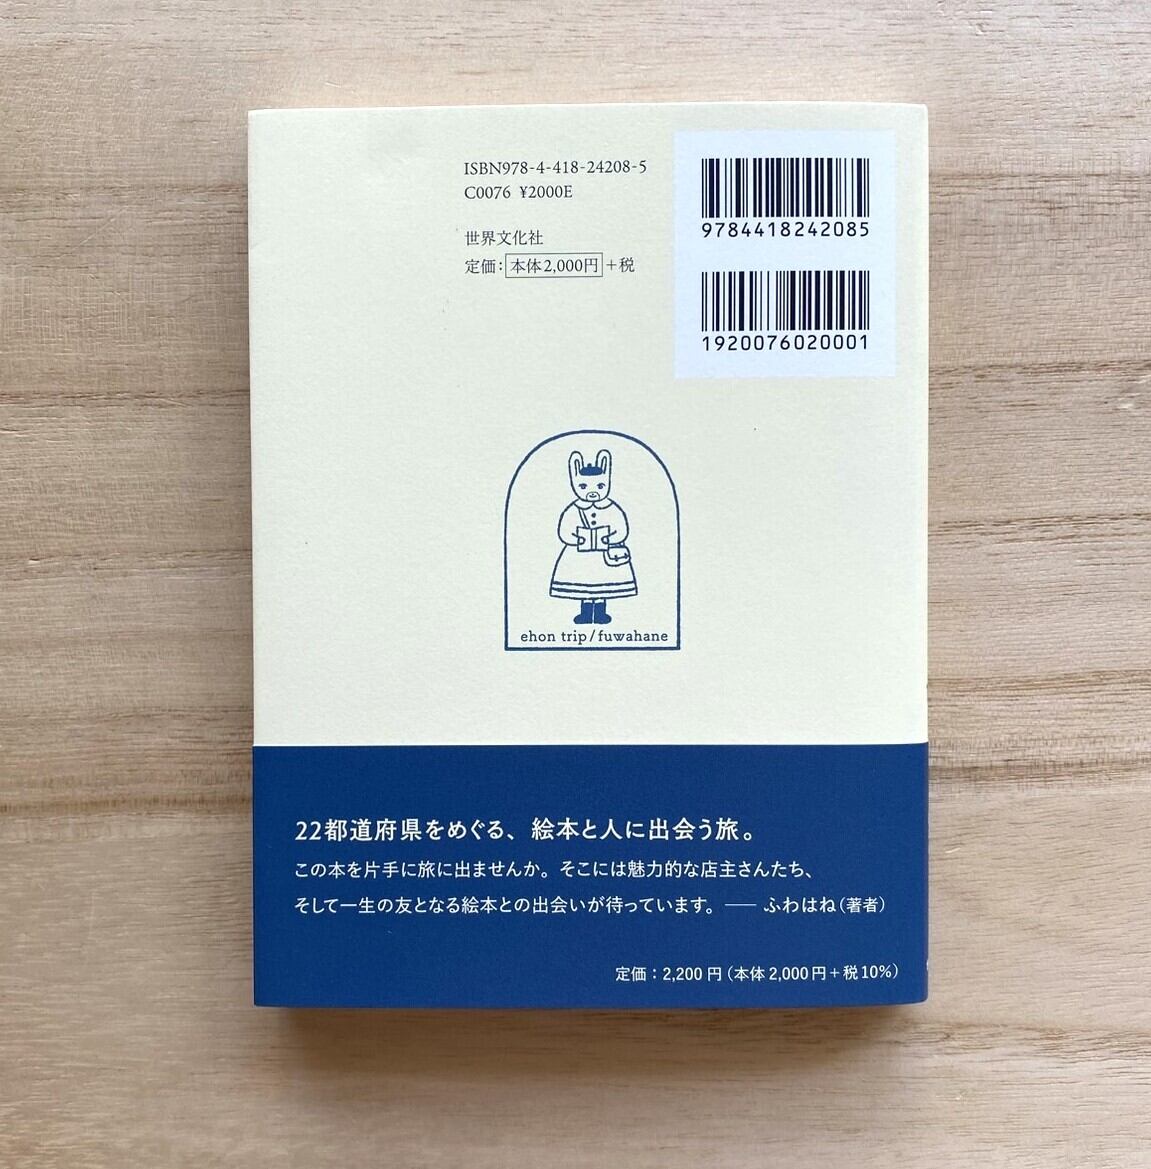 ISBN978-4-418-24208-5
C0076 ¥2000E
世界文化社
定価：本体2,000円＋税
9784418242085
1920076020001
ehon trip/fuwahane
22都道府県をめぐる、絵本と人に出会う旅。
この本を片手に旅に出ませんか。そこには魅力的な店主さんたち、
そして一生の友となる絵本との出会いが待っています。── ふわはね（著者）
定価：2,200円（本体2,000円＋税10%）